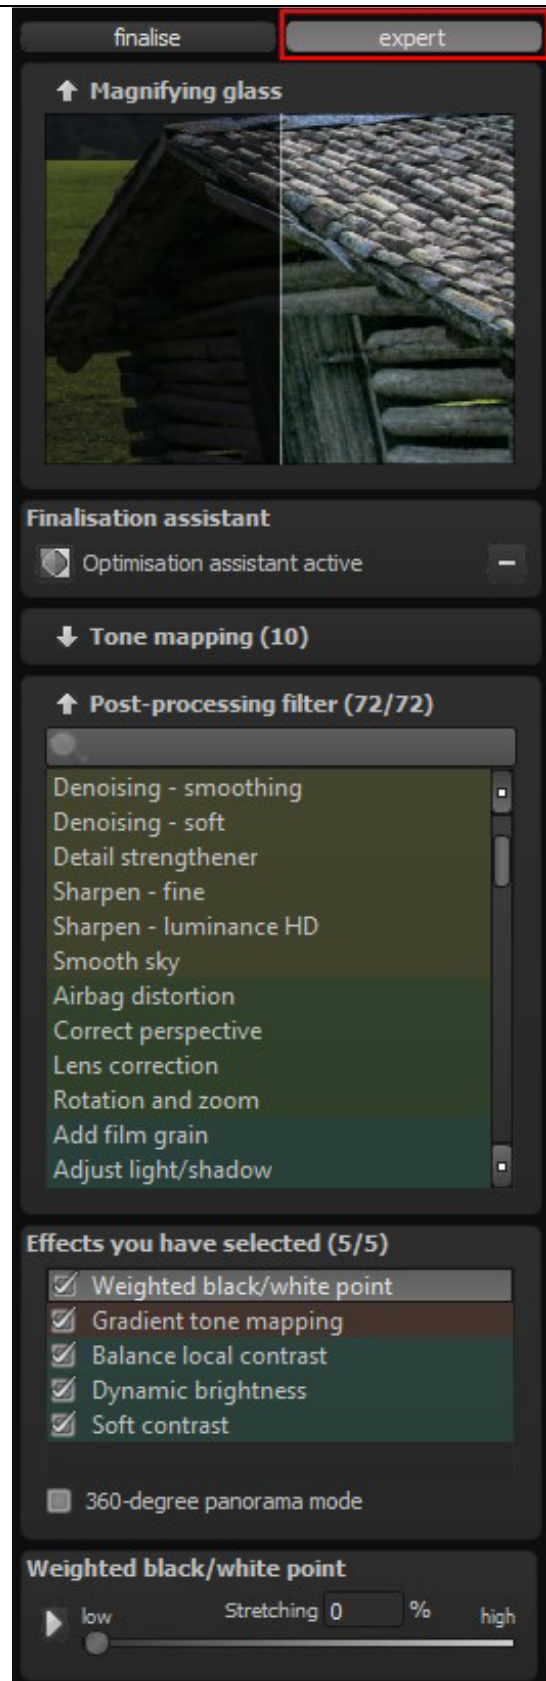 finalise expert
Magnifying glass
Finalisation assistant
Optimisation assistant active
Tone mapping (10)
Post-processing filter (72/72)
Denoising - smoothing
Denoising - soft
Detail strengthener
Sharpen - fine
Sharpen - luminance HD
Smooth sky
Airbag distortion
Correct perspective
Lens correction
Rotation and zoom
Add film grain
Adjust light/shadow
Effects you have selected (5/5)
Weighted black/white point
Gradient tone mapping
Balance local contrast
Dynamic brightness
Soft contrast
360-degree panorama mode
Weighted black/white point
low Stretching 0 % high